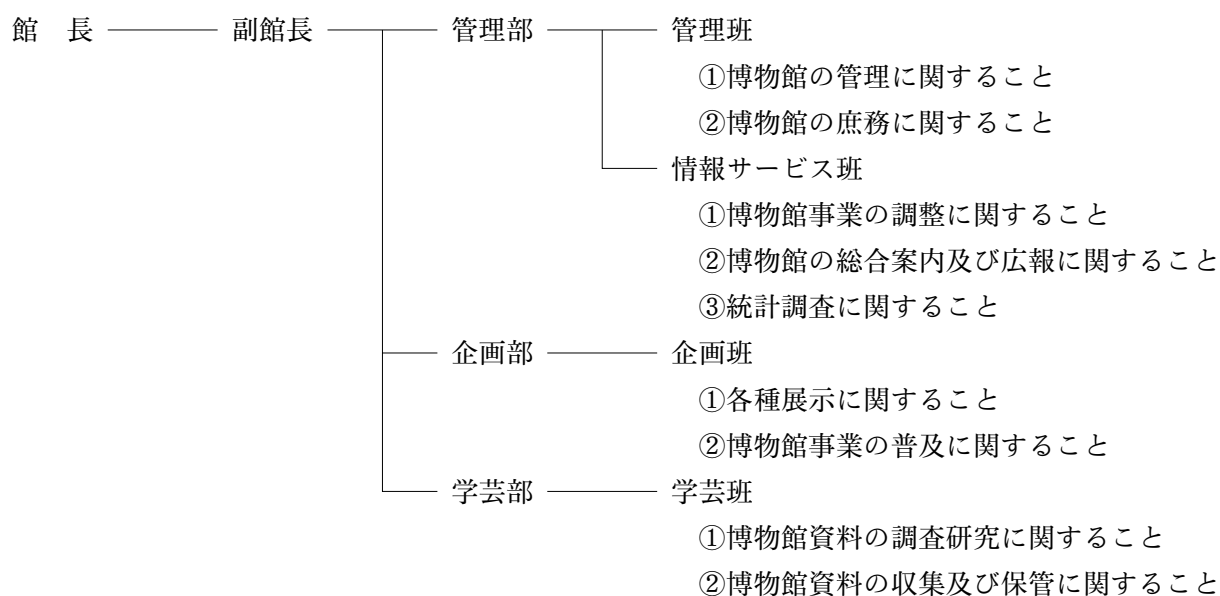 館　長　副館長　管理部　管理班
①博物館の管理に関すること
②博物館の庶務に関すること
情報サービス班
①博物館事業の調整に関すること
②博物館の総合案内及び広報に関すること
③統計調査に関すること
企画部　企画班
①各種展示に関すること
②博物館事業の普及に関すること
学芸部　学芸班
①博物館資料の調査研究に関すること
②博物館資料の収集及び保管に関すること